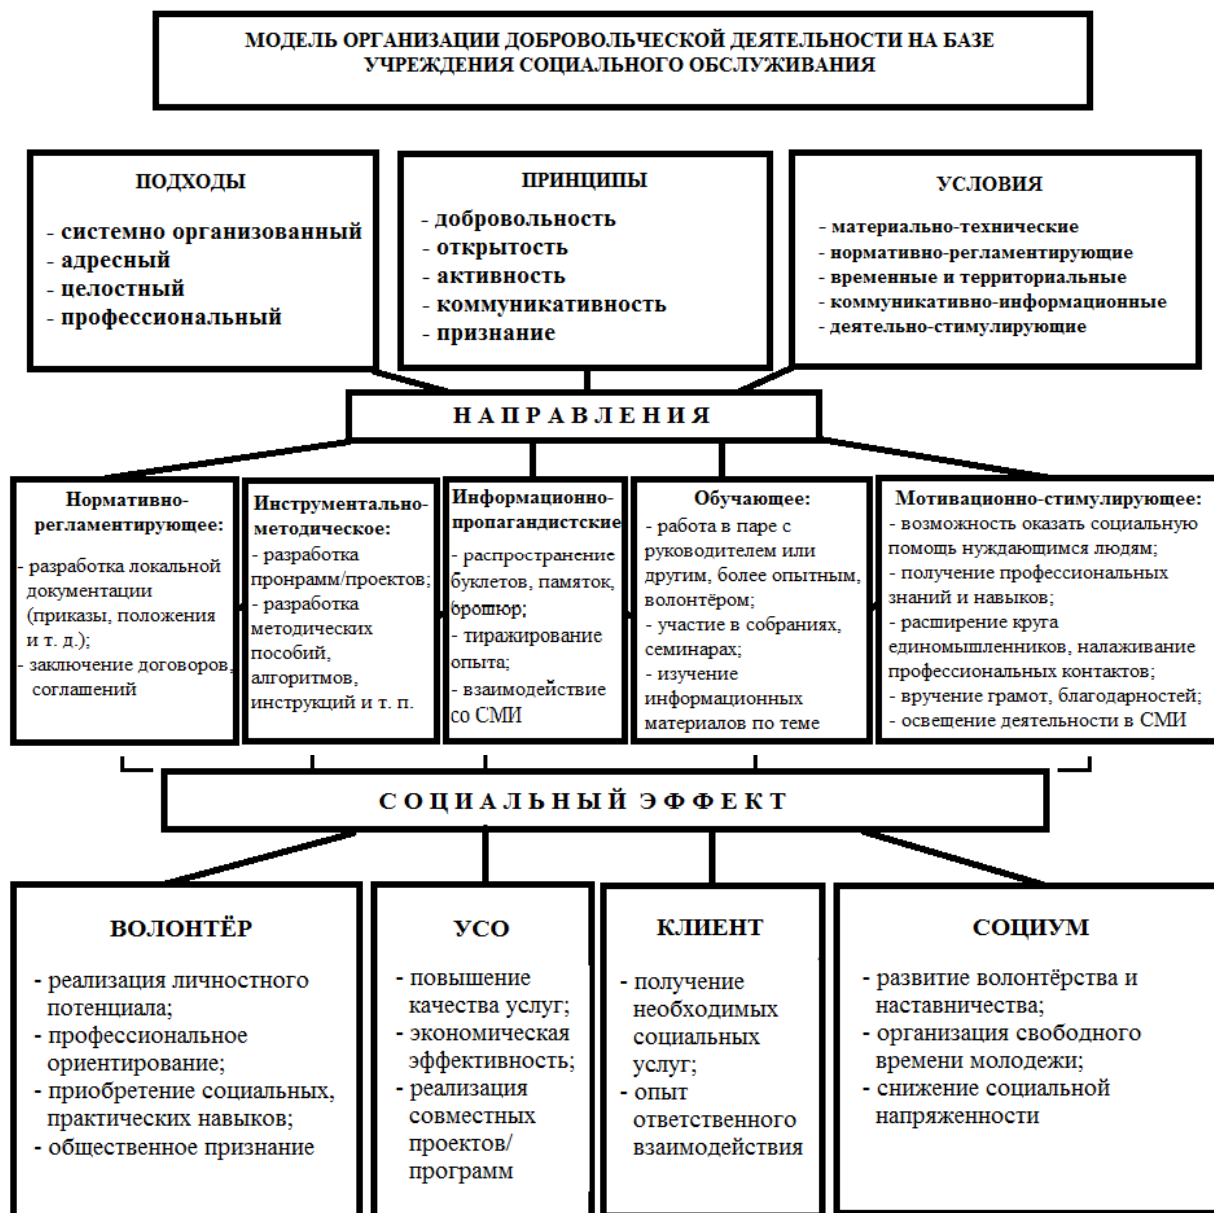 МОДЕЛЬ ОРГАНИЗАЦИИ ДОБРОВОЛЬЧЕСКОЙ ДЕЯТЕЛЬНОСТИ НА БАЗЕ
УЧРЕЖДЕНИЯ СОЦИАЛЬНОГО ОБСЛУЖИВАНИЯ
ПОДХОДЫ
- системно организованный
- адресный
- целостный
- профессиональный
ПРИНЦИПЫ
- добровольность
- открытость
- активность
- коммуникативность
- признание
УСЛОВИЯ
- материально-технические
- нормативно-регламентирующие
- временные и территориальные
- коммуникативно-информационные
- деятельно-стимулирующие
Н А П Р А В Л Е Н И Я
Нормативно-
регламентирующее:
- разработка локальной
документации
(приказы, положения
и т. д.);
- заключение договоров,
соглашений
Инструментально-
методическое:
- разработка
пронрамм/проектов;
- разработка
методических
пособий,
алгоритмов,
инструкций и т. п.
Информационно-
пропагандистские
- распространение
буклетов, памяток,
брошюр;
- тиражирование
опыта;
- взаимодействие
со СМИ
Обучающее:
- работа в паре с
руководителем или
другим, более опытным,
волонтёром;
- участие в собраниях,
семинарах;
- изучение
информационных
материалов по теме
Мотивационно-стимулирующее:
- возможность оказать социальную
помощь нуждающимся людям;
- получение профессиональных
знаний и навыков;
- расширение круга
единомышленников, налаживание
профессиональных контактов;
- вручение грамот, благодарностей;
- освещение деятельности в СМИ
С О Ц И А Л Ь Н Ы Й Э Ф Ф Е К Т
ВОЛОНТЁР
- реализация личностного
потенциала;
- профессиональное
ориентирование;
- приобретение социальных,
практических навыков;
- общественное признание
УСО
- повышение
качества услуг;
- экономическая
эффективность;
- реализация
совместных
проектов/
программ
КЛИЕНТ
- получение
необходимых
социальных
услуг;
- опыт
ответственного
взаимодействия
СОЦИУМ
- развитие волонтёрства и
наставничества;
- организация свободного
времени молодежи;
- снижение социальной
напряженности